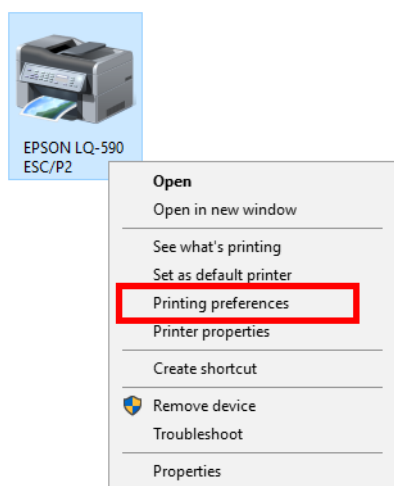 EPSON LQ-590
ESC/P2
Open
Open in new window
See what's printing
Set as default printer
Printing preferences
Printer properties
Create shortcut
Remove device
Troubleshoot
Properties